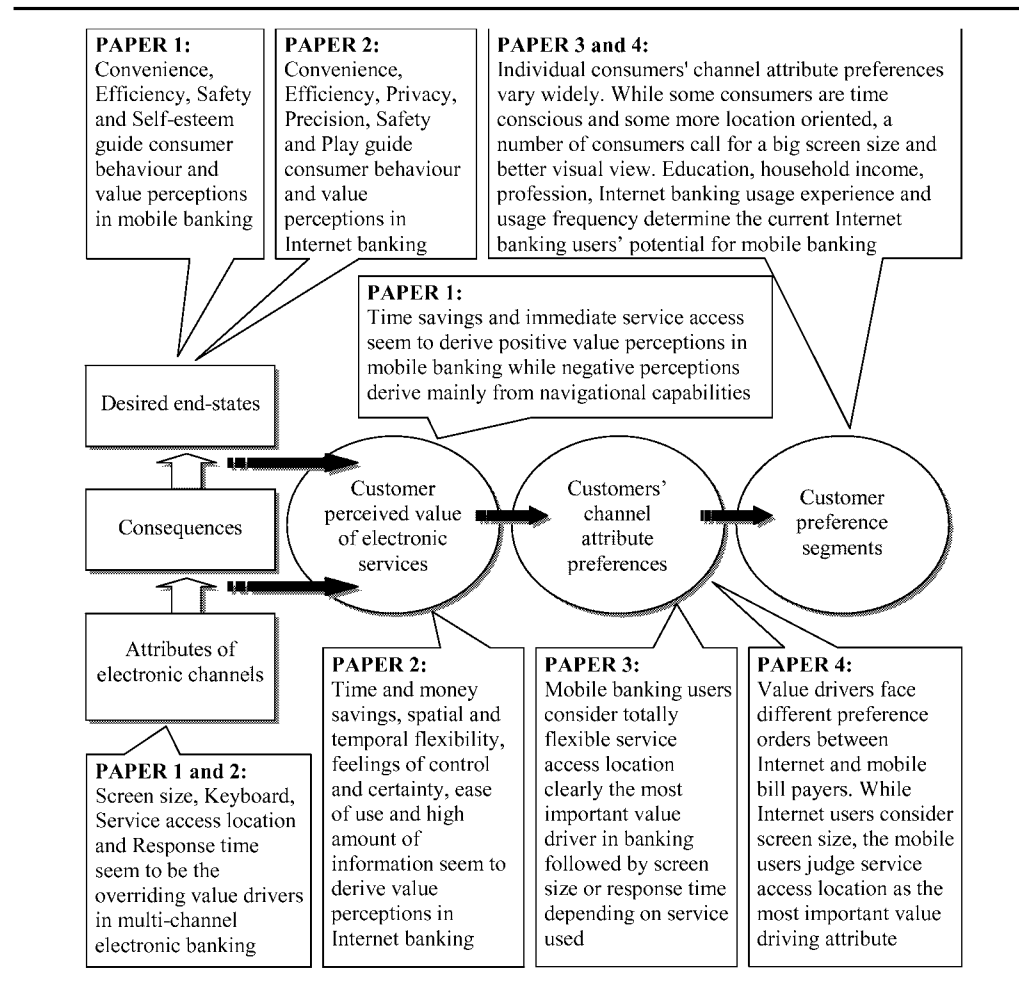 PAPER 1:
Convenience,
Efficiency, Safety
and Self-esteem
guide consumer
behaviour and
value perceptions
in mobile banking
PAPER 2:
Convenience,
Efficiency, Privacy,
Precision, Safety
and Play guide
consumer behaviour
and value
perceptions in
Internet banking
PAPER 3 and 4:
Individual consumers' channel attribute preferences
vary widely. While some consumers are time
conscious and some more location oriented, a
number of consumers call for a big screen size and
better visual view. Education, household income,
profession, Internet banking usage experience and
usage frequency determine the current Internet
banking users' potential for mobile banking
PAPER 1:
Time savings and immediate service access
seem to derive positive value perceptions in
mobile banking while negative perceptions
derive mainly from navigational capabilities
Desired end-states
Consequences
Attributes of
electronic channels
Customer
perceived value
of electronic
services
Customers'
channel
attribute
preferences
Customer
preference
segments
PAPER 1 and 2:
Screen size, Keyboard,
Service access location
and Response time
seem to be the
overriding value drivers
in multi-channel
electronic banking
PAPER 2:
Time and money
savings, spatial and
temporal flexibility,
feelings of control
and certainty, ease
of use and high
amount of
information seem to
derive value
perceptions in
Internet banking
PAPER 3:
Mobile banking users
consider totally
flexible service
access location
clearly the most
important value
driver in banking
followed by screen
size or response time
depending on service
used
PAPER 4:
Value drivers face
different preference
orders between
Internet and mobile
bill payers. While
Internet users consider
screen size, the mobile
users judge service
access location as the
most important value
driving attribute